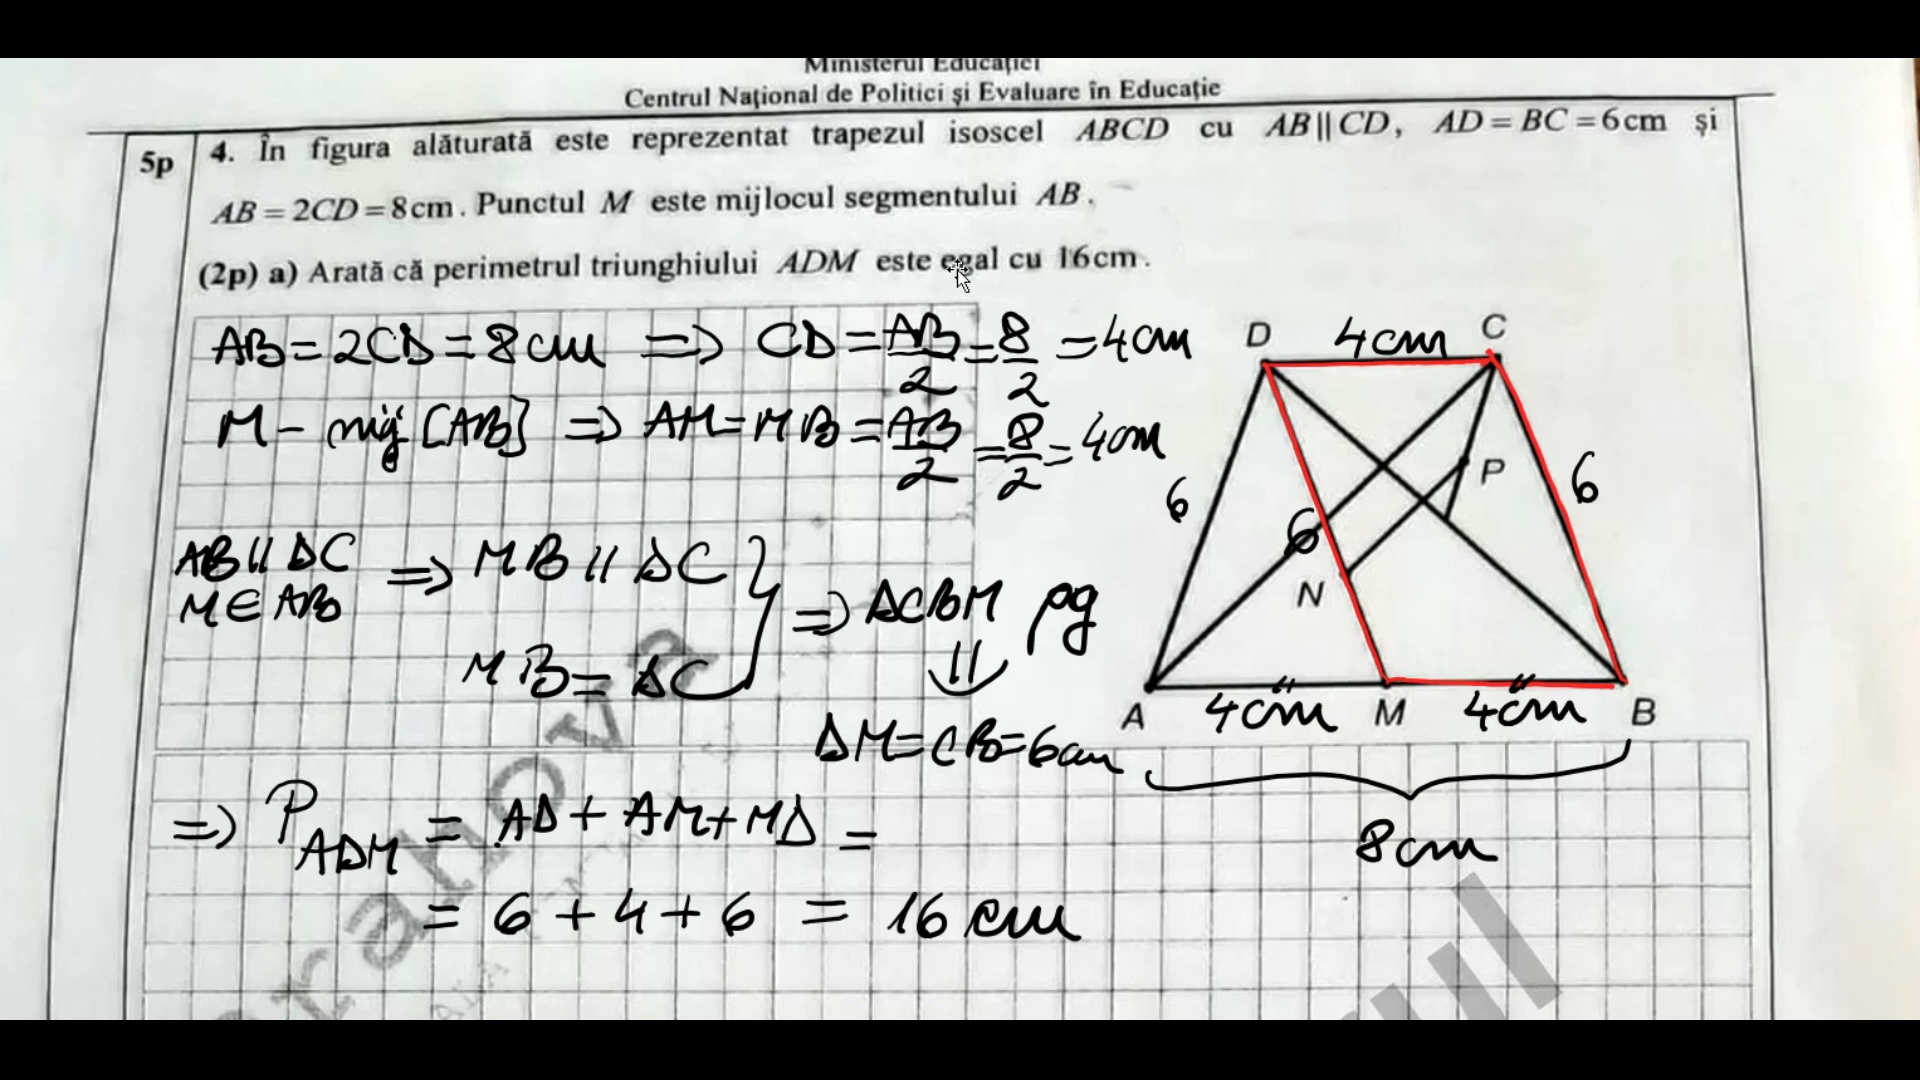 Ministerul Educației
Centrul Național de Politici și Evaluare în Educație
5p
4. În figura alăturată este reprezentat trapezul isoscel ABCD cu AB || CD, AD = BC = 6cm și
AB = 2CD = 8cm. Punctul M este mijlocul segmentului AB.
(2p) a) Arată că perimetrul triunghiului ADM este egal cu 16cm.
AB = 2CD = 8cm => CD = AB/2 = 8/2 = 4cm
M - mij [AB] => AM = MB = AB/2 = 8/2 = 4cm
AB // DC => MB // DC
M ∈ AB
MB = DC
=> DCBM pg
⇓
DM = CB = 6cm
=> P ADM = AD + AM + MD =
= 6 + 4 + 6 = 16 cm
D 4cm C
6 6 P 6
N
A 4cm M 4cm B
8cm